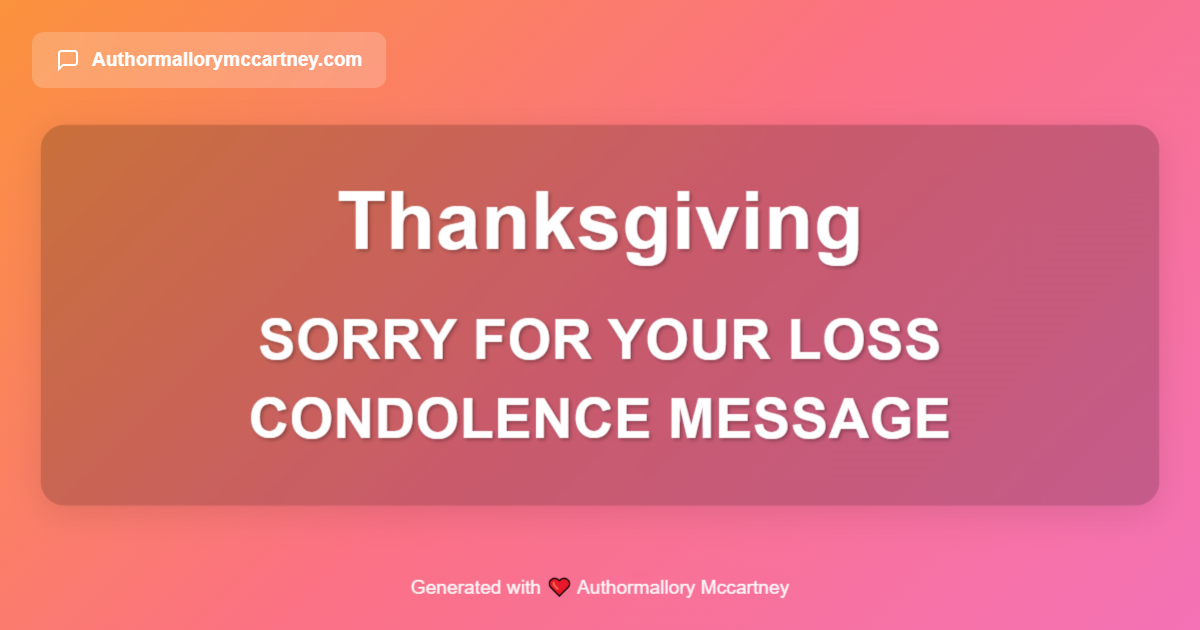 Authormallorymccartney.com
Thanksgiving
SORRY FOR YOUR LOSS
CONDOLENCE MESSAGE
Generated with ❤ Authormallory Mccartney